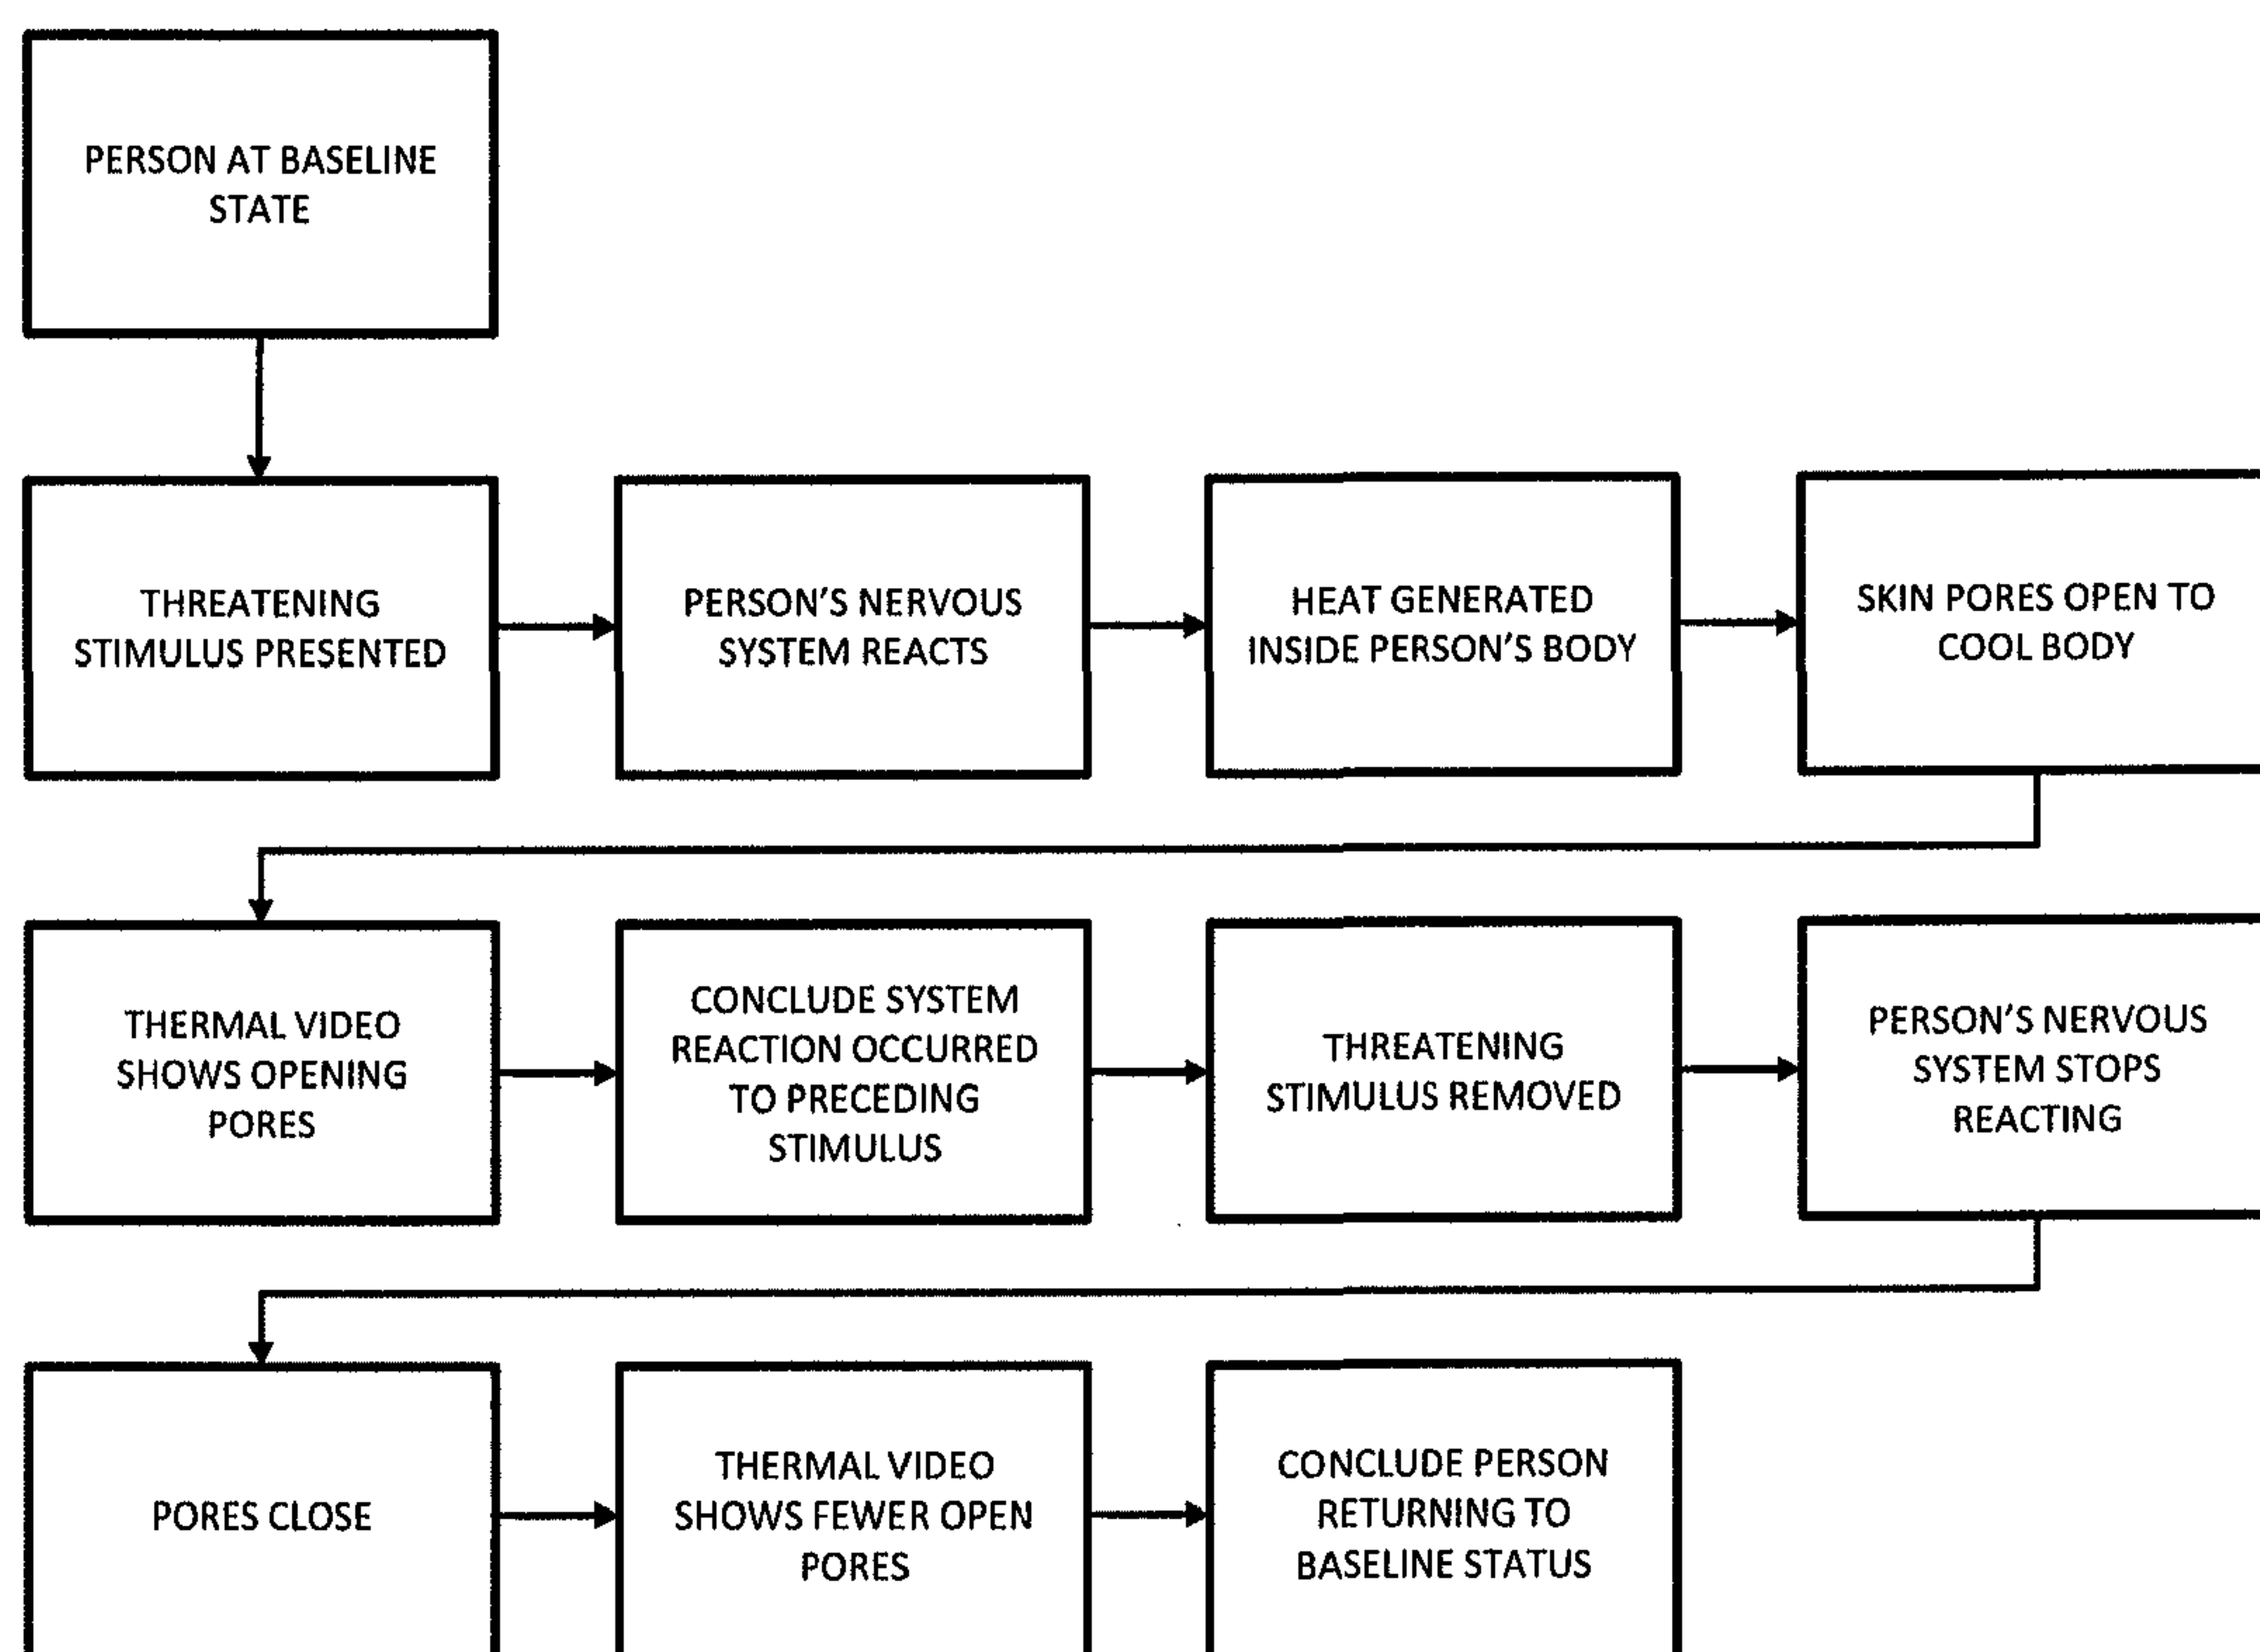 PERSON AT BASELINE
STATE
THREATENING
STIMULUS PRESENTED
PERSON'S NERVOUS
SYSTEM REACTS
HEAT GENERATED
INSIDE PERSON'S BODY
SKIN PORES OPEN TO
COOL BODY
THERMAL VIDEO
SHOWS OPENING
PORES
CONCLUDE SYSTEM
REACTION OCCURRED
TO PRECEDING
STIMULUS
THREATENING
STIMULUS REMOVED
PERSON'S NERVOUS
SYSTEM STOPS
REACTING
PORES CLOSE
THERMAL VIDEO
SHOWS FEWER OPEN
PORES
CONCLUDE PERSON
RETURNING TO
BASELINE STATUS